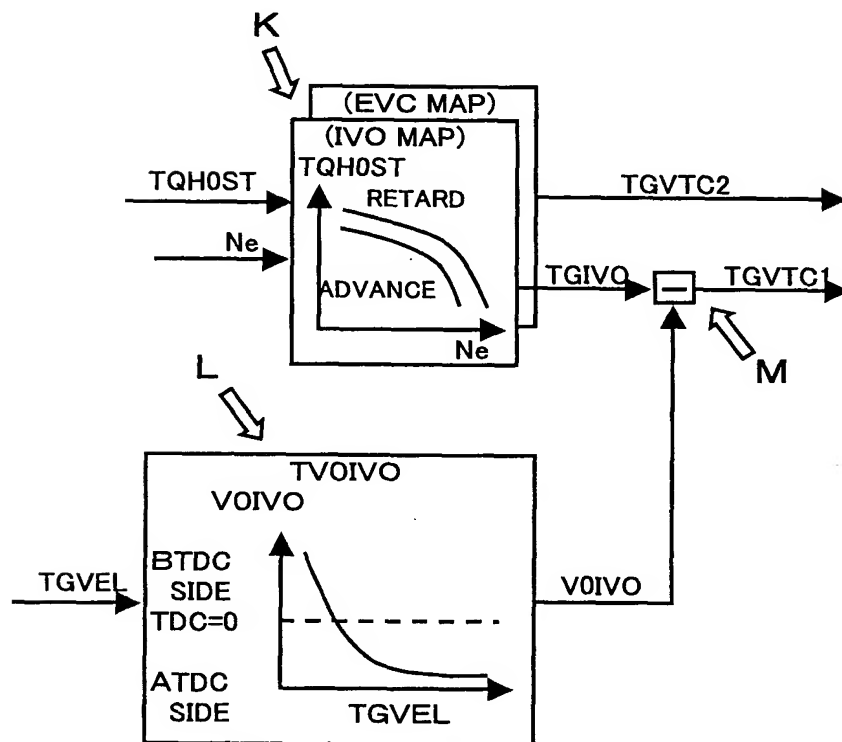 K
(EVC MAP)
(IVO MAP)
TQH0ST
TQH0ST
RETARD
TGVTC2
Ne
ADVANCE
TGIVO
TGVTC1
Ne
M
L
TV0IVO
V0IVO
BTDC
SIDE
TGVEL
V0IVO
TDC=0
ATDC
SIDE
TGVEL